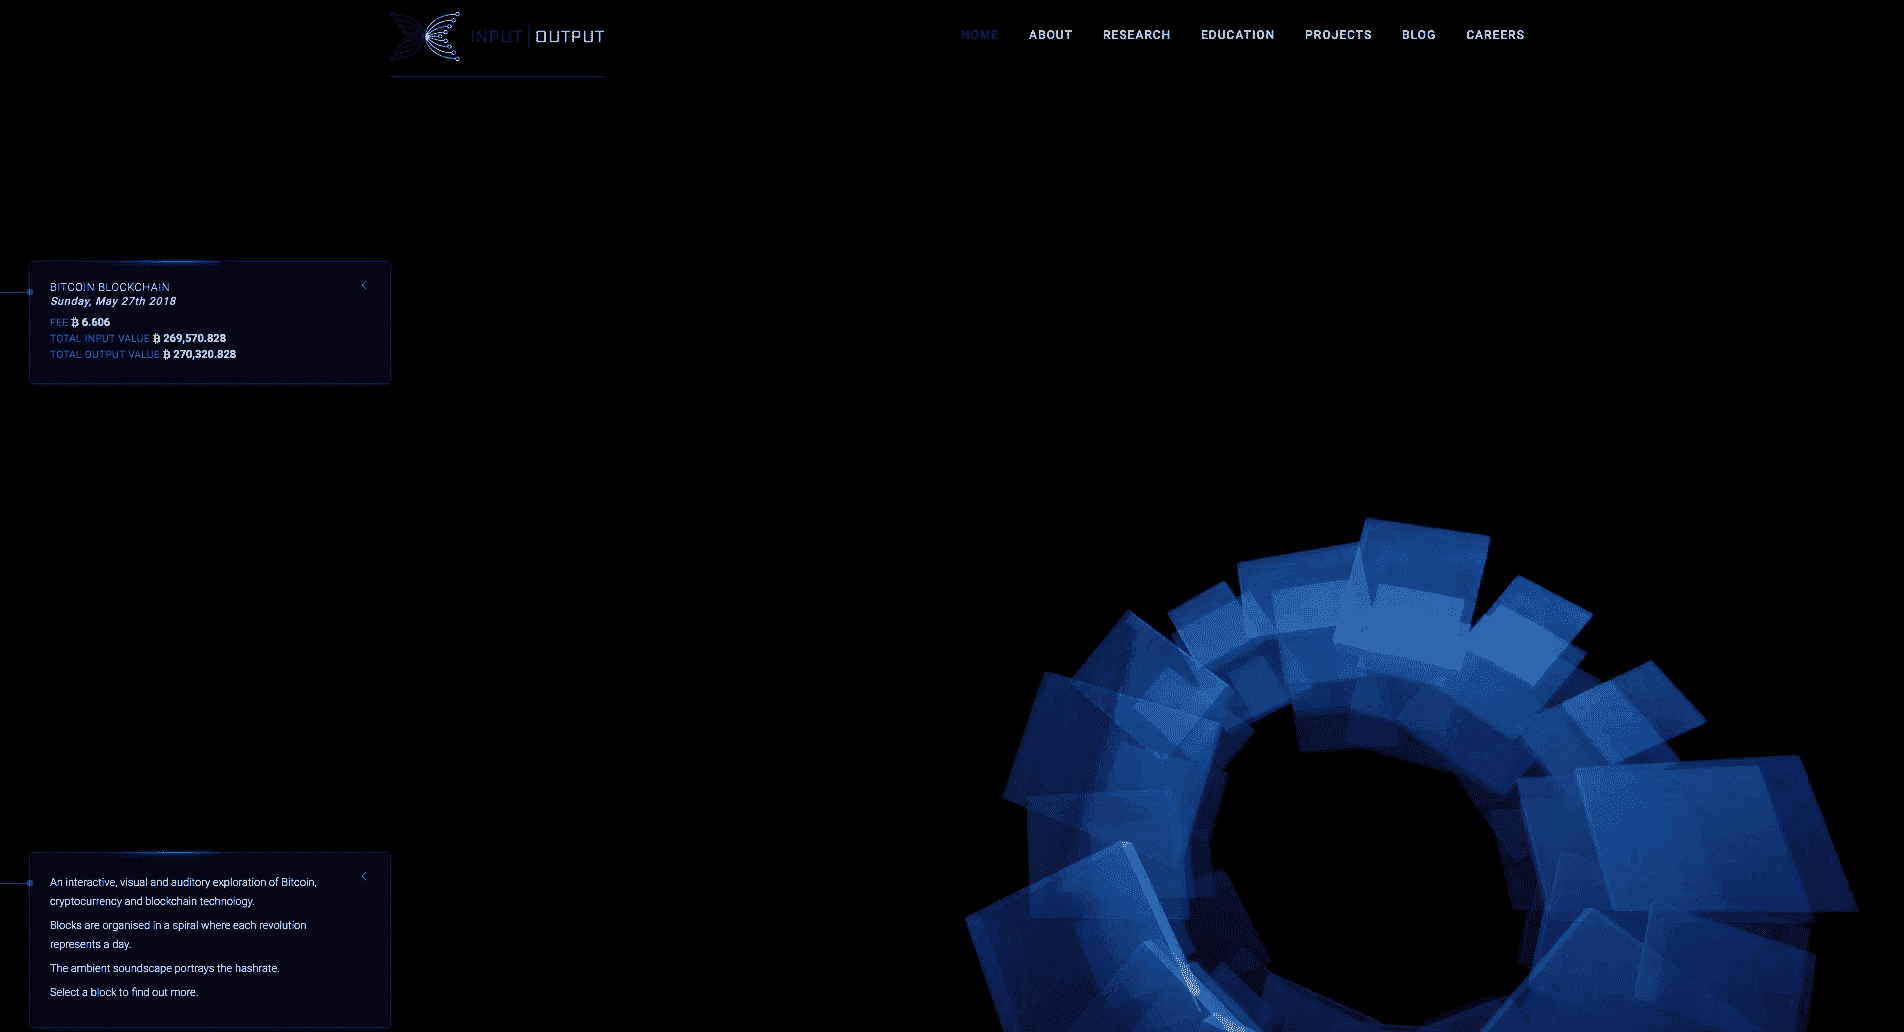 INPUT | OUTPUT
HOME ABOUT RESEARCH EDUCATION PROJECTS BLOG CAREERS
BITCOIN BLOCKCHAIN
Sunday, May 27th 2018
FEE ₿ 6.606
TOTAL INPUT VALUE ₿ 269,570.828
TOTAL OUTPUT VALUE ₿ 270,320.828
An interactive, visual and auditory exploration of Bitcoin,
cryptocurrency and blockchain technology.
Blocks are organised in a spiral where each revolution
represents a day.
The ambient soundscape portrays the hashrate.
Select a block to find out more.